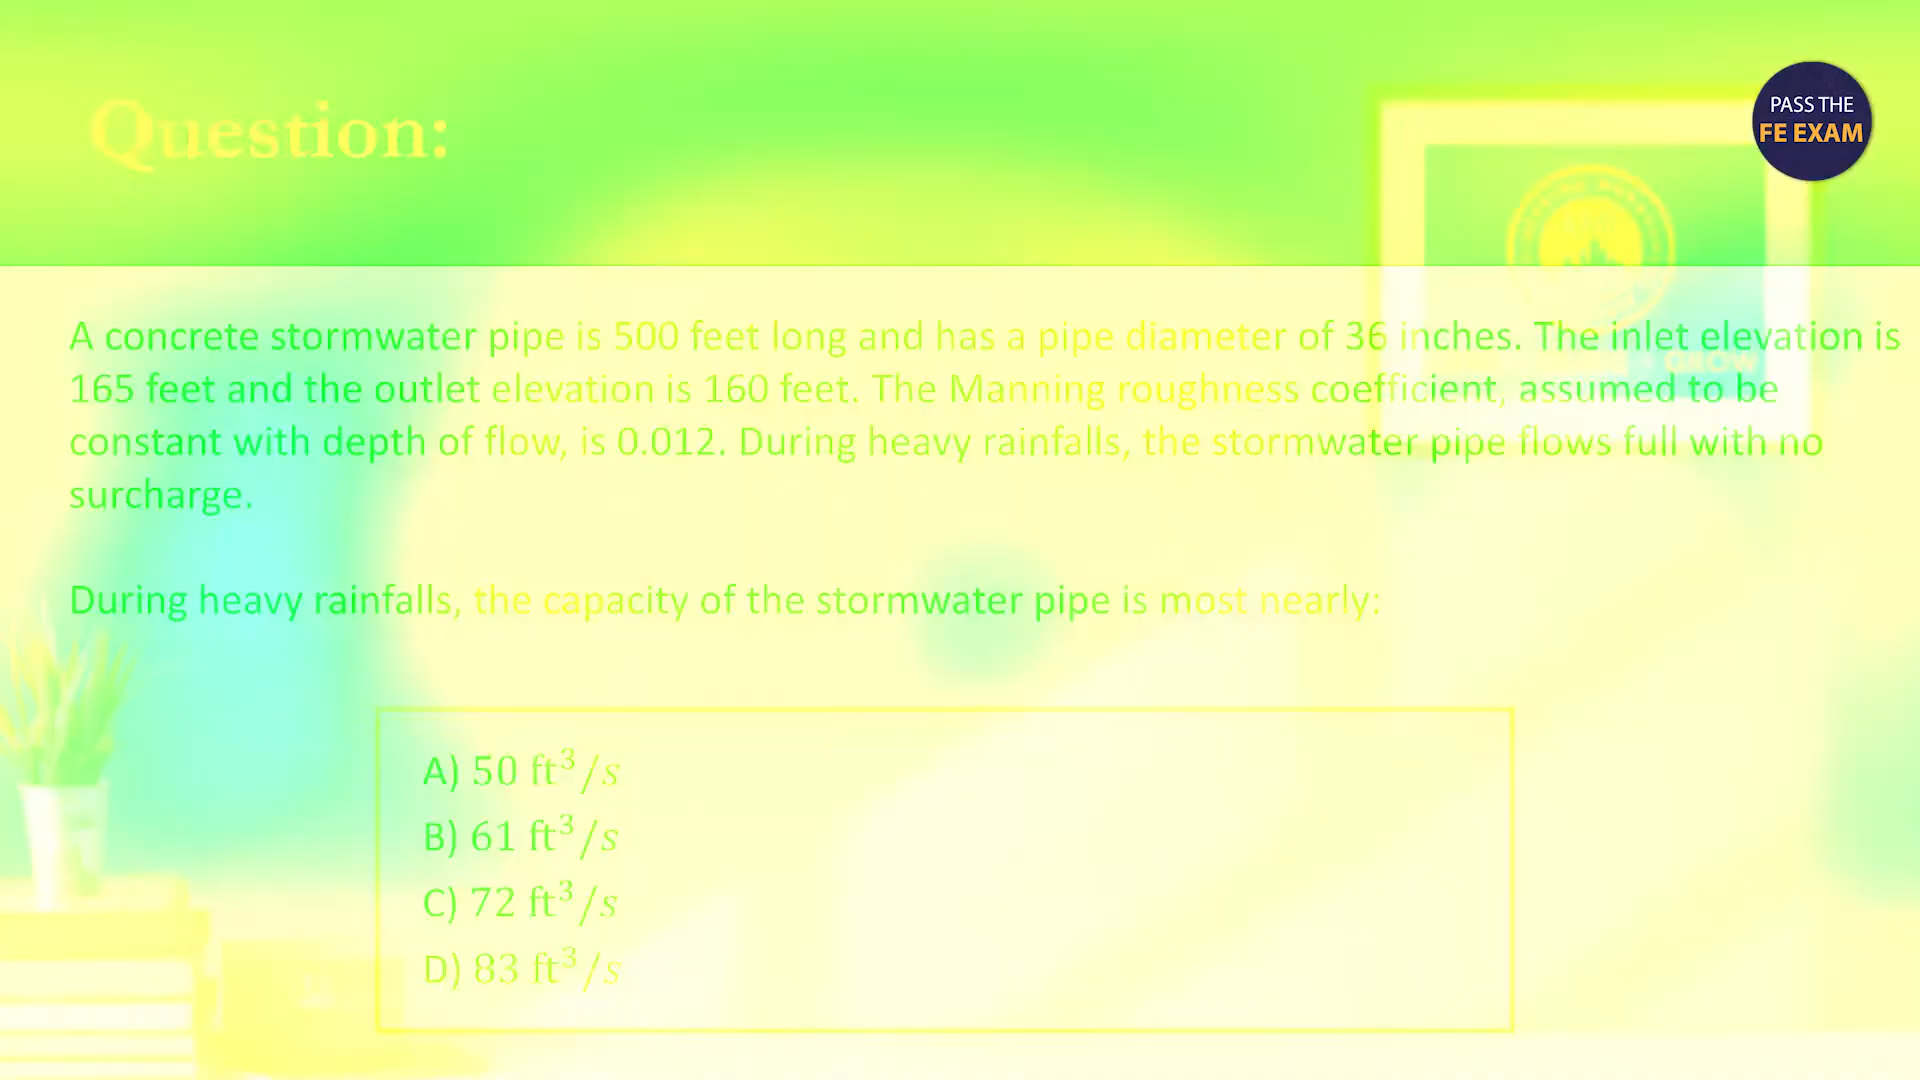 Question:
PASS THE
FE EXAM
GROW
A concrete stormwater pipe is 500 feet long and has a pipe diameter of 36 inches. The inlet elevation is
165 feet and the outlet elevation is 160 feet. The Manning roughness coefficient, assumed to be
constant with depth of flow, is 0.012. During heavy rainfalls, the stormwater pipe flows full with no
surcharge.
During heavy rainfalls, the capacity of the stormwater pipe is most nearly:
A) 50 ft³/s
B) 61 ft³/s
C) 72 ft³/s
D) 83 ft³/s